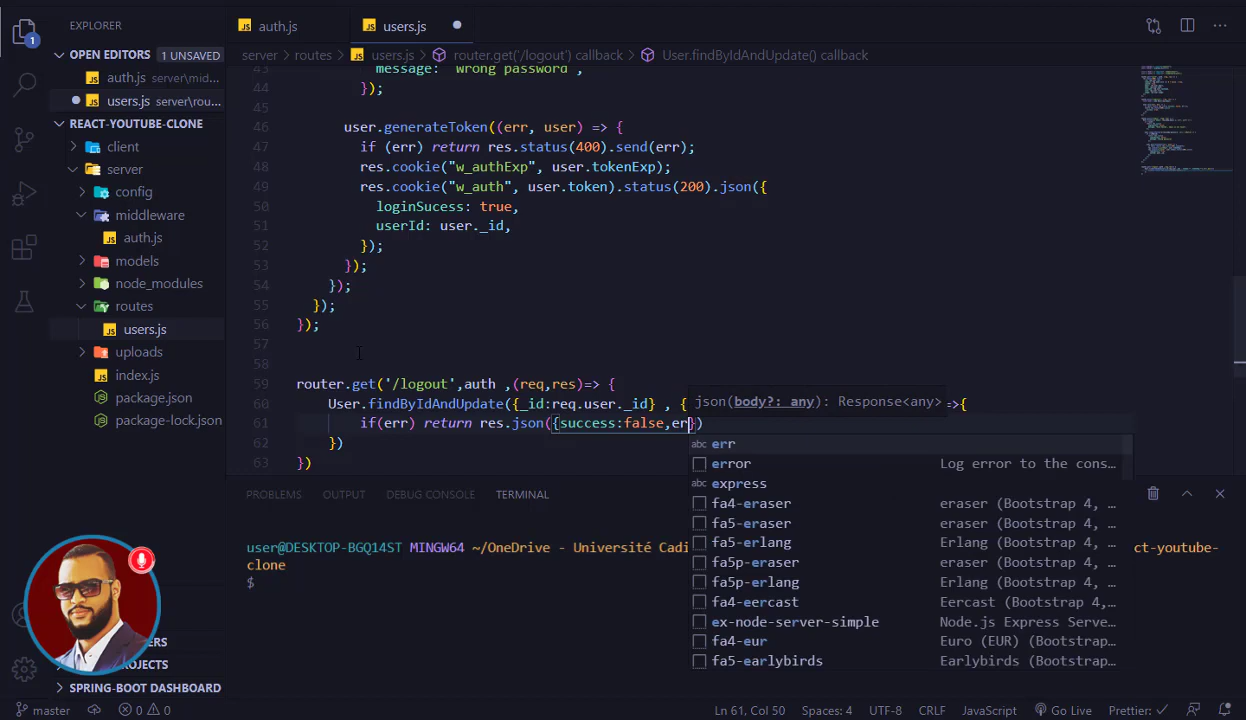 EXPLORER
auth.js
users.js
OPEN EDITORS 1 UNSAVED
auth.js server\mid...
users.js server\rou...
REACT-YOUTUBE-CLONE
client
server
config
middleware
auth.js
models
node_modules
routes
users.js
uploads
index.js
package.json
package-lock.json
PROJECTS
SPRING-BOOT DASHBOARD
server > routes > users.js > router.get('/logout') callback > User.findByIdAndUpdate() callback
43 message: "Wrong password",
44 });
45
46 user.generateToken((err, user) => {
47 if (err) return res.status(400).send(err);
48 res.cookie("w_authExp", user.tokenExp);
49 res.cookie("w_auth", user.token).status(200).json({
50 loginSucess: true,
51 userId: user._id,
52 });
53 });
54 });
55 });
56 });
57
58
59 router.get('/logout',auth ,(req,res)=> {
60 User.findByIdAndUpdate({_id:req.user._id} , { =>{
61 if(err) return res.json({success:false,er})
62 })
63 })
json(body?: any): Response<any>
abc err
error Log error to the cons...
abc express
fa4-eraser eraser (Bootstrap 4, ...
fa5-eraser eraser (Bootstrap 4, ...
fa5-erlang Erlang (Bootstrap 4, ...
fa5p-eraser eraser (Bootstrap 4, ...
fa5p-erlang Erlang (Bootstrap 4, ...
fa4-eercast Eercast (Bootstrap 4,...
ex-node-server-simple Node.js Express Serve...
fa4-eur Euro (EUR) (Bootstrap...
fa5-earlybirds Earlybirds (Bootstrap...
PROBLEMS OUTPUT DEBUG CONSOLE TERMINAL
user@DESKTOP-BGQ14ST MINGW64 ~/OneDrive - Université Cadi ct-youtube-
clone
$
master 0 0 Ln 61, Col 50 Spaces: 4 UTF-8 CRLF JavaScript Go Live Prettier: ✓